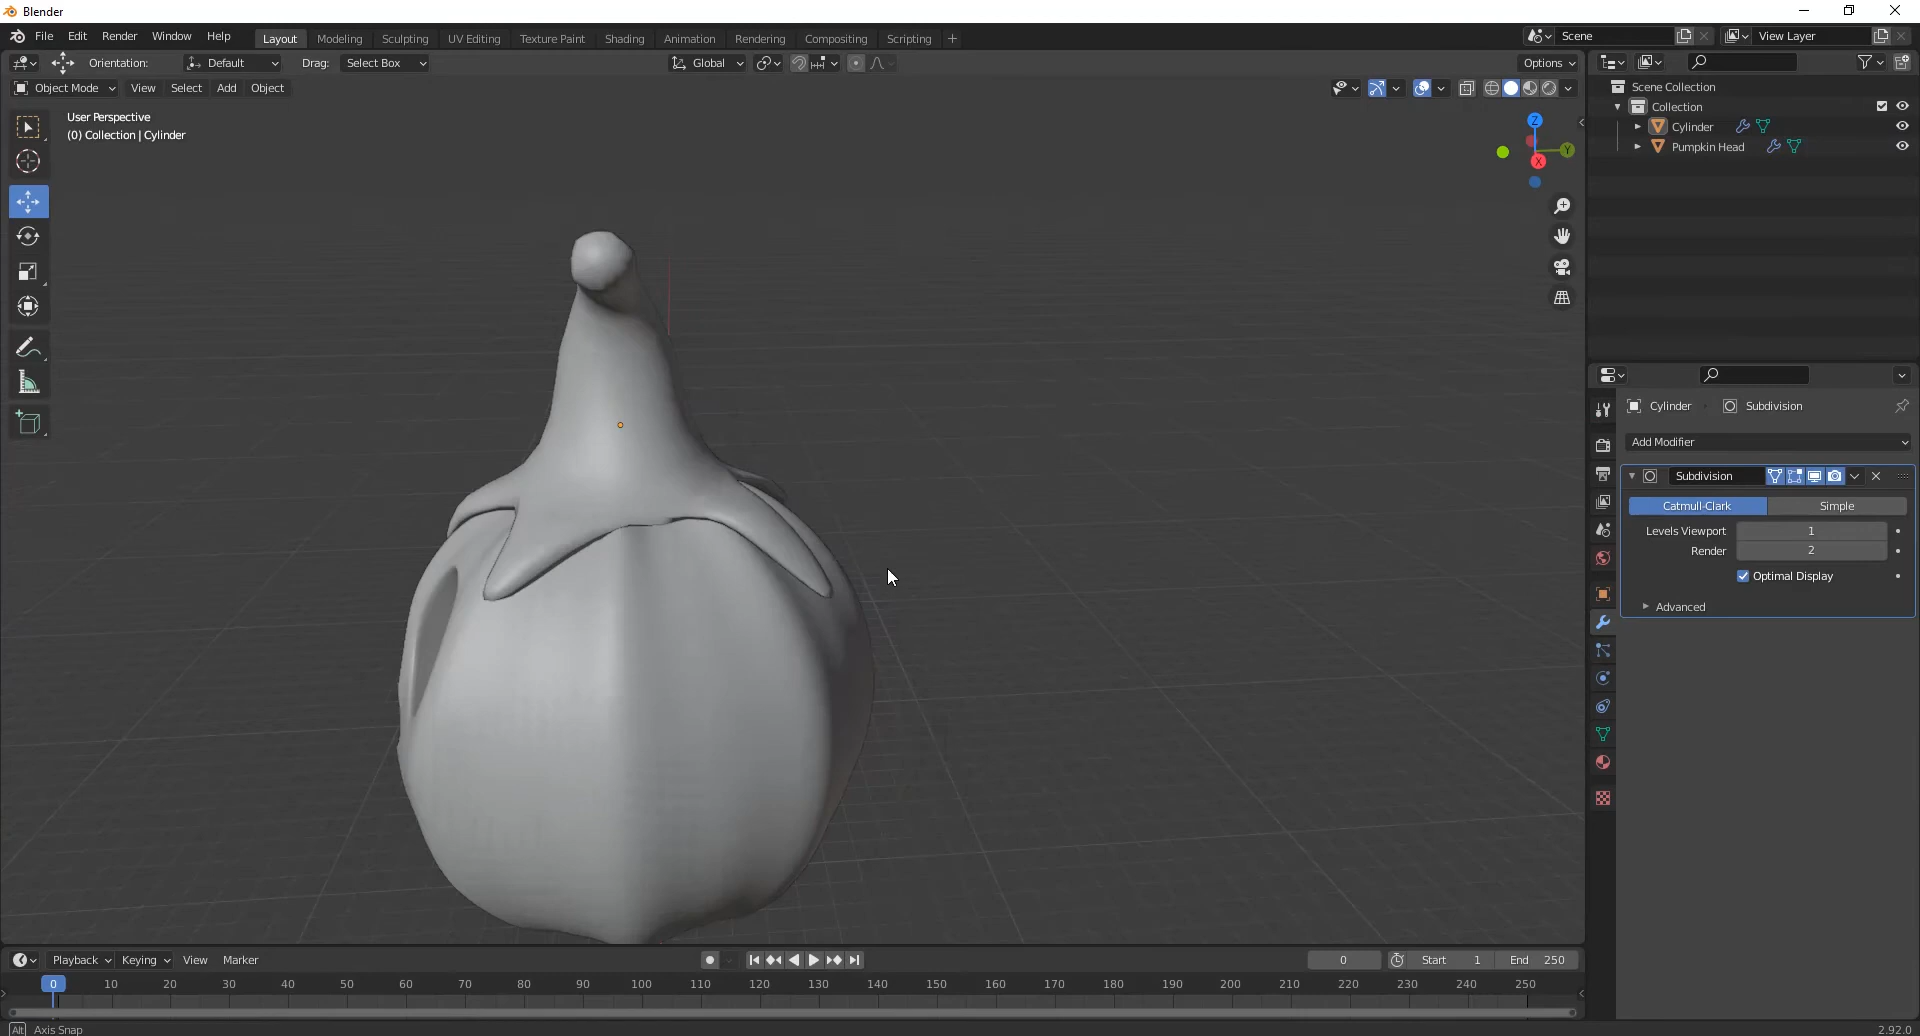 Blender
File Edit Render Window Help Layout Modeling Sculpting UV Editing Texture Paint Shading Animation Rendering Compositing Scripting + Scene View Layer
Orientation: Default Drag: Select Box Global Options
Object Mode View Select Add Object
User Perspective
(0) Collection | Cylinder
Z
Y
X
Scene Collection
Collection
Cylinder
Pumpkin Head
Cylinder Subdivision
Add Modifier
Subdivision
Catmull-Clark Simple
Levels Viewport 1
Render 2
Optimal Display
Advanced
Playback Keying View Marker 0 Start 1 End 250
0 10 20 30 40 50 60 70 80 90 100 110 120 130 140 150 160 170 180 190 200 210 220 230 240 250
Alt Axis Snap 2.92.0